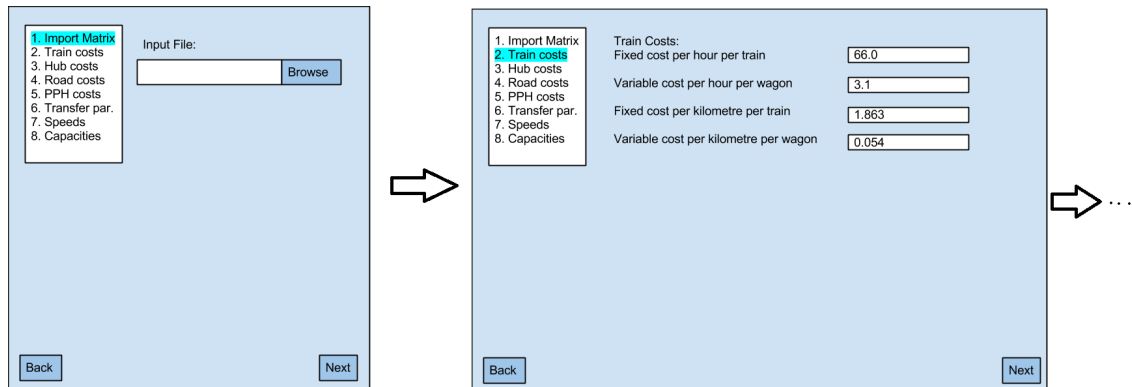 1. Import Matrix
2. Train costs
3. Hub costs
4. Road costs
5. PPH costs
6. Transfer par.
7. Speeds
8. Capacities
Input File:
Browse
Back
Next
1. Import Matrix
2. Train costs
3. Hub costs
4. Road costs
5. PPH costs
6. Transfer par.
7. Speeds
8. Capacities
Train Costs:
Fixed cost per hour per train 66.0
Variable cost per hour per wagon 3.1
Fixed cost per kilometre per train 1.863
Variable cost per kilometre per wagon 0.054
Back
Next
...